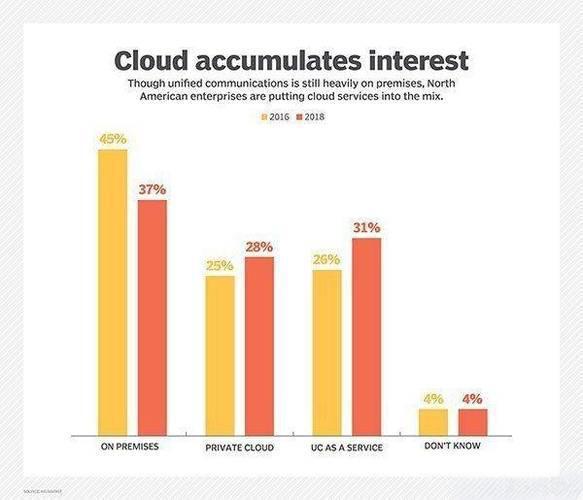 Cloud accumulates interest
Though unified communications is still heavily on premises, North
American enterprises are putting cloud services into the mix.
2016 2018
45%
37%
25%
28%
26%
31%
4%
4%
ON PREMISES
PRIVATE CLOUD
UC AS A SERVICE
DON'T KNOW